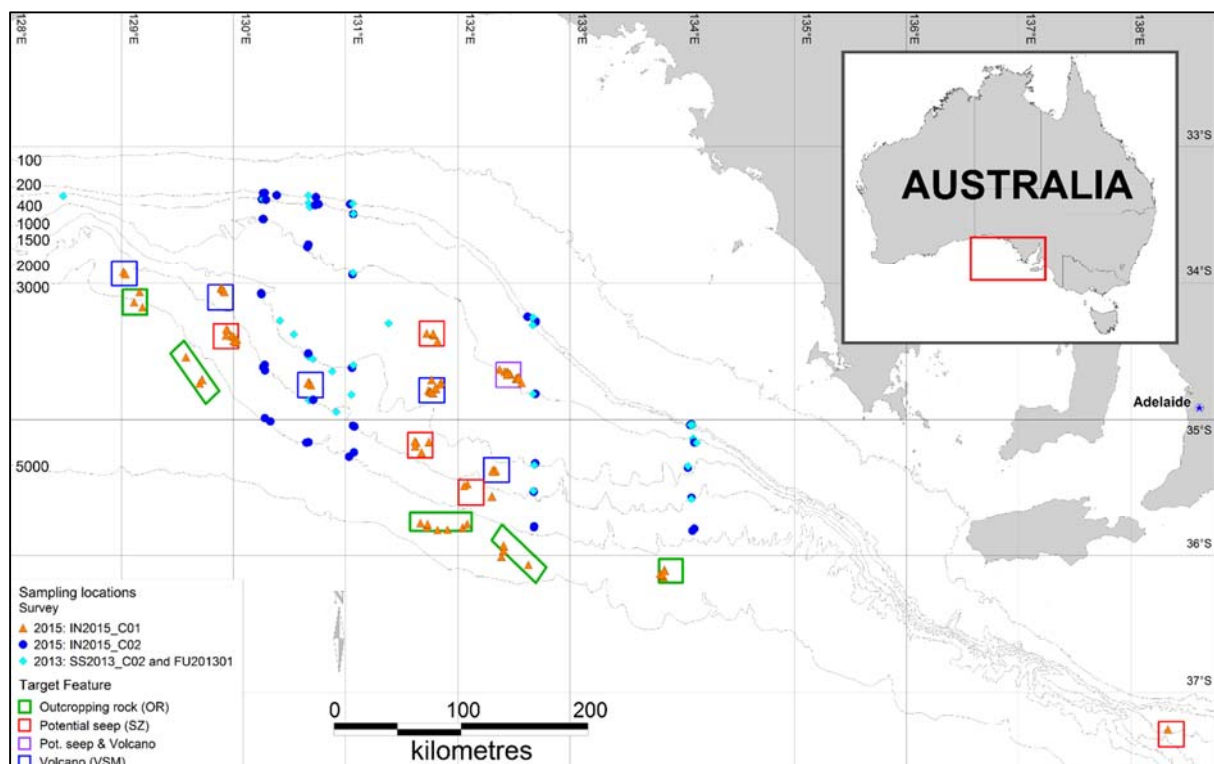 128°E
129°E
130°E
131°E
132°E
133°E
134°E
135°E
136°E
137°E
138°E
33°S
34°S
35°S
36°S
37°S
100
200
400
1000
1500
2000
3000
5000
AUSTRALIA
Adelaide
N
Sampling locations
Survey
2015: IN2015_C01
2015: IN2015_C02
2013: SS2013_C02 and FU201301
Target Feature
Outcropping rock (OR)
Potential seep (SZ)
Pot. seep & Volcano
Volcano (VSM)
0 100 200
kilometres